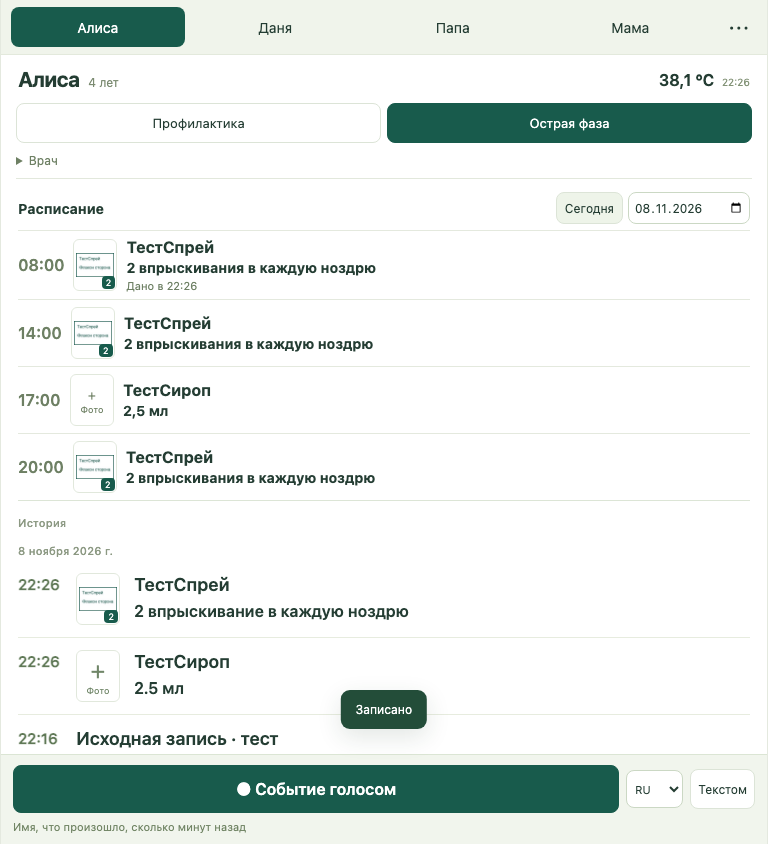 Алиса Даня Папа Мама ...
Алиса 4 лет 38,1 °C 22:26
Профилактика Острая фаза
Врач
Расписание Сегодня 08.11.2026
08:00 ТестСпрей
2 впрыскивания в каждую ноздрю
Дано в 22:26
2
14:00 ТестСпрей
2 впрыскивания в каждую ноздрю
2
17:00 ТестСироп
+
Фото
2,5 мл
20:00 ТестСпрей
2 впрыскивания в каждую ноздрю
2
История
8 ноября 2026 г.
22:26 ТестСпрей
2 впрыскивание в каждую ноздрю
2
22:26 ТестСироп
+
Фото
2.5 мл
Записано
22:16 Исходная запись · тест
Событие голосом RU Текстом
Имя, что произошло, сколько минут назад